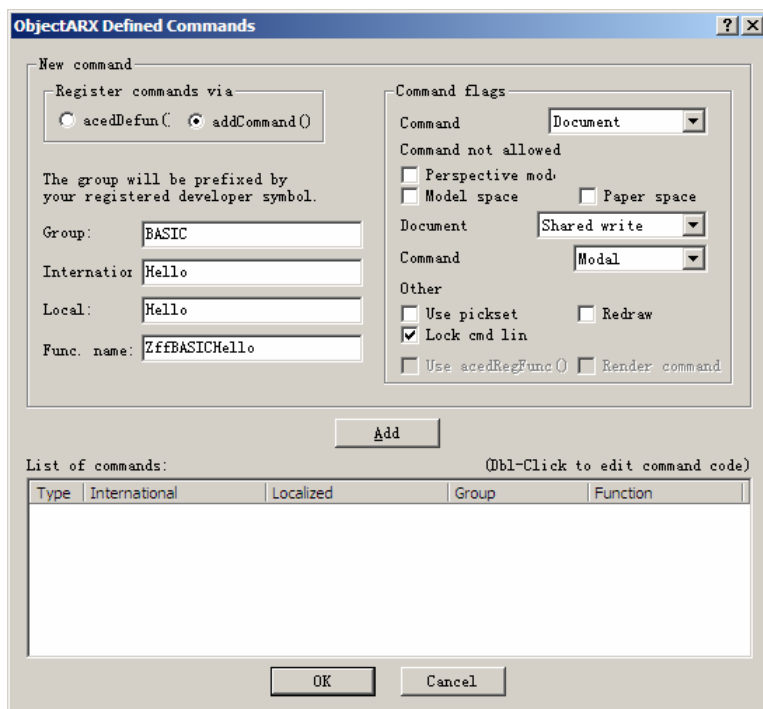 ObjectARX Defined Commands
New command
Register commands via
acedDefun(
addCommand()
The group will be prefixed by
your registered developer symbol.
Group: BASIC
Internation Hello
Local: Hello
Func. name: ZffBASICHello
Command flags
Command Document
Command not allowed
Perspective mod
Model space Paper space
Document Shared write
Command Modal
Other
Use pickset Redraw
Lock cmd lin
Use acedRegFunc() Render command
Add
List of commands: (Dbl-Click to edit command code)
Type International Localized Group Function
OK Cancel